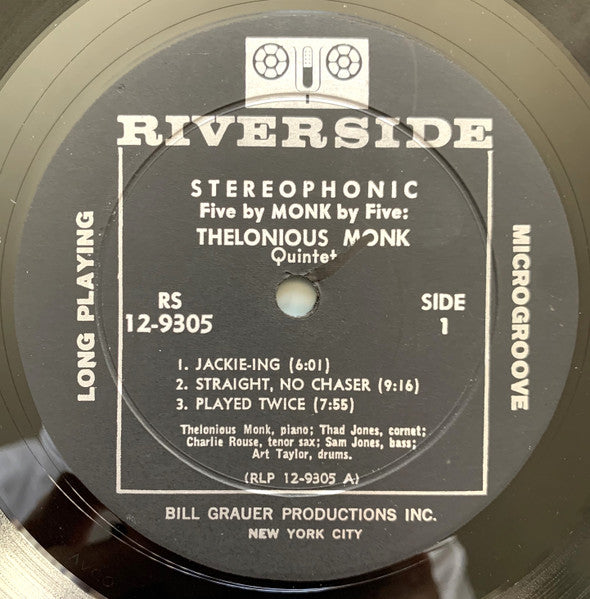 RIVERSIDE
STEREOPHONIC
Five by MONK by Five:
THELONIOUS MONK
Quintet
LONG PLAYING
MICROGROOVE
RS
12-9305
SIDE
1
1. JACKIE-ING (6:01)
2. STRAIGHT, NO CHASER (9:16)
3. PLAYED TWICE (7:55)
Thelonious Monk, piano; Thad Jones, cornet;
Charlie Rouse, tenor sax; Sam Jones, bass;
Art Taylor, drums.
(RLP 12-9305 A)
BILL GRAUER PRODUCTIONS INC.
NEW YORK CITY